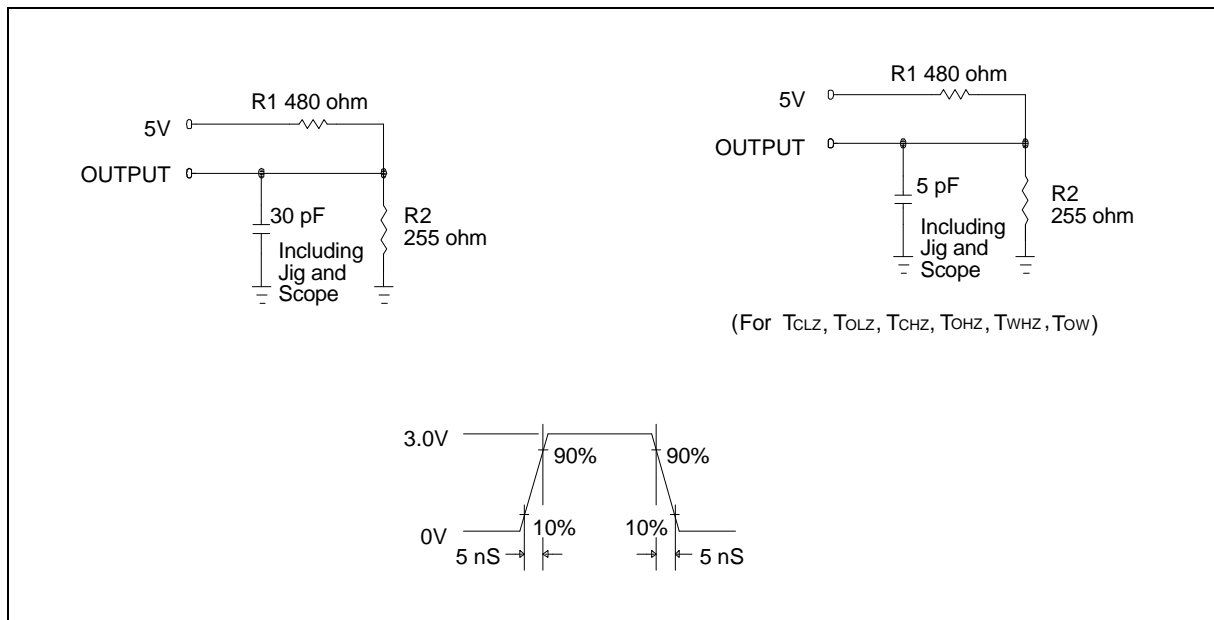 R1 480 ohm
5V
OUTPUT
30 pF
Including
Jig and
Scope
R2
255 ohm
R1 480 ohm
5V
OUTPUT
5 pF
Including
Jig and
Scope
R2
255 ohm
(For TCLZ, TOLZ, TCHZ, TOHZ, TWHZ, TOW)
3.0V
90% 90%
0V
10% 10%
5 nS 5 nS